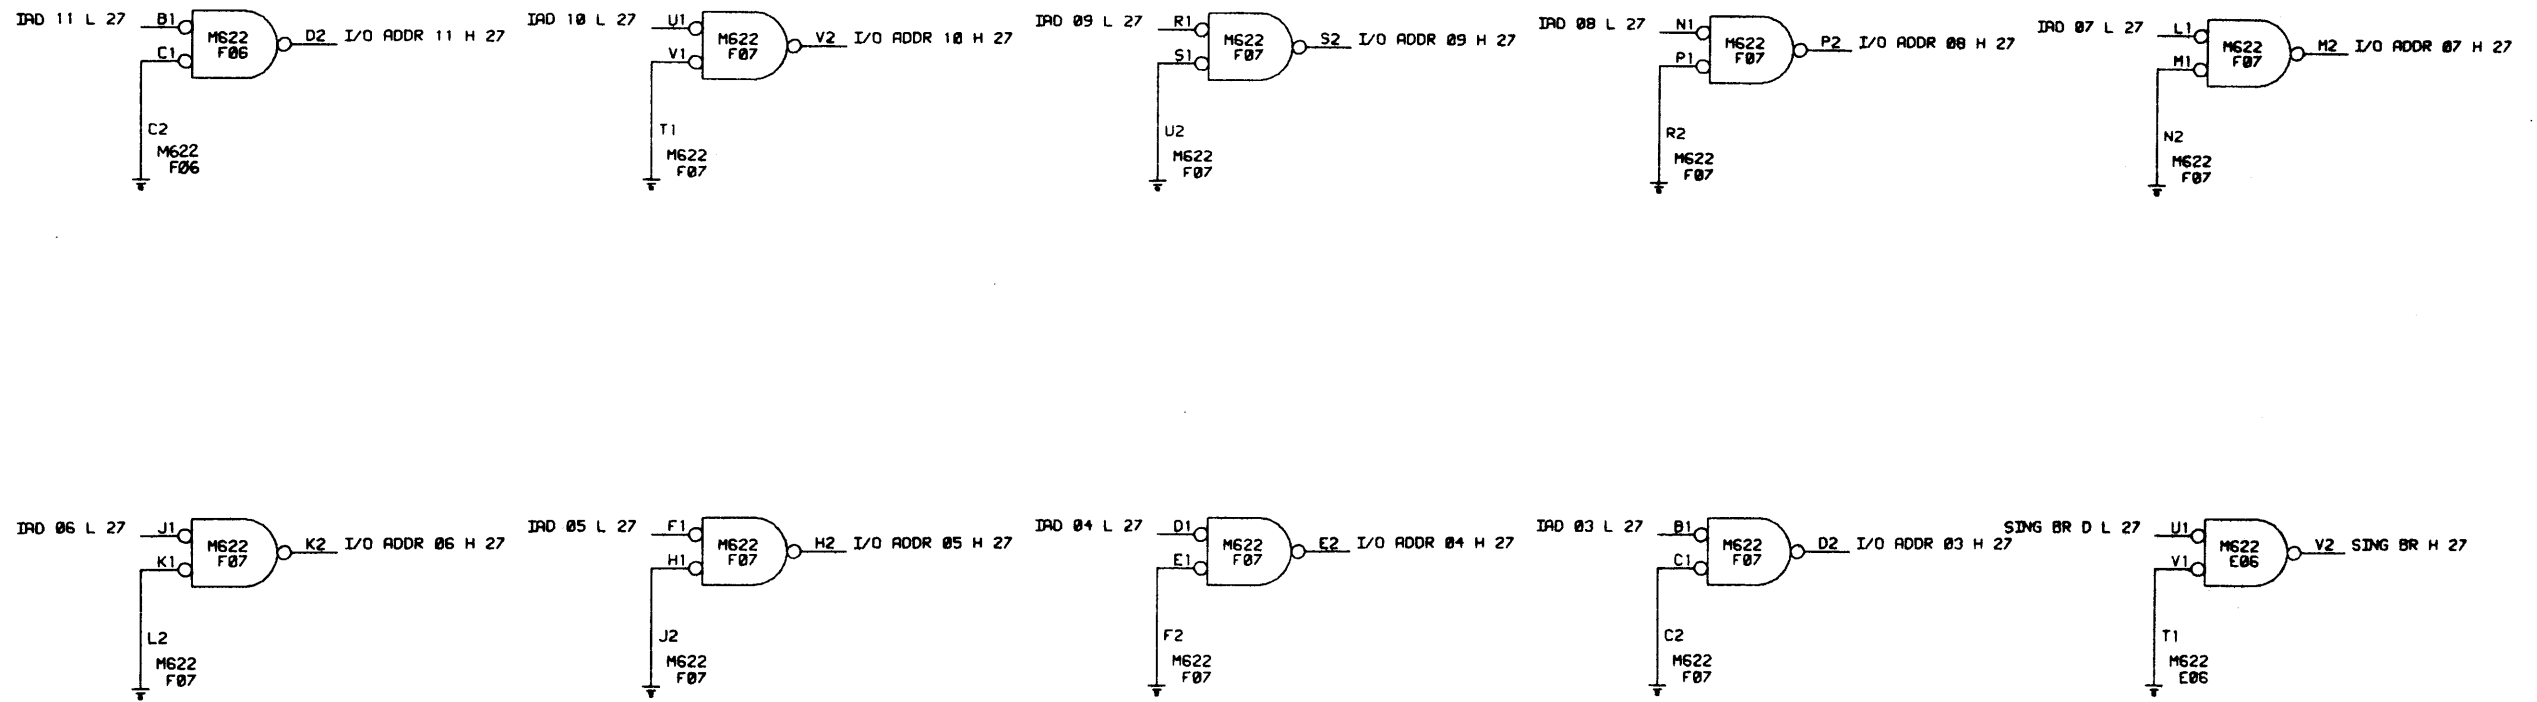 IAD 11 L 27
B1
C1
M622
F06
D2
I/O ADDR 11 H 27
C2
M622
F06
IAD 10 L 27
U1
V1
M622
F07
V2
I/O ADDR 10 H 27
T1
M622
F07
IAD 09 L 27
R1
S1
M622
F07
S2
I/O ADDR 09 H 27
U2
M622
F07
IAD 08 L 27
N1
P1
M622
F07
P2
I/O ADDR 08 H 27
R2
M622
F07
IAD 07 L 27
L1
M1
M622
F07
M2
I/O ADDR 07 H 27
N2
M622
F07
IAD 06 L 27
J1
K1
M622
F07
K2
I/O ADDR 06 H 27
L2
M622
F07
IAD 05 L 27
F1
H1
M622
F07
H2
I/O ADDR 05 H 27
J2
M622
F07
IAD 04 L 27
D1
E1
M622
F07
E2
I/O ADDR 04 H 27
F2
M622
F07
IAD 03 L 27
B1
C1
M622
F07
D2
I/O ADDR 03 H 27
C2
M622
F07
SING BR D L 27
U1
V1
M622
E06
V2
SING BR H 27
T1
M622
E06